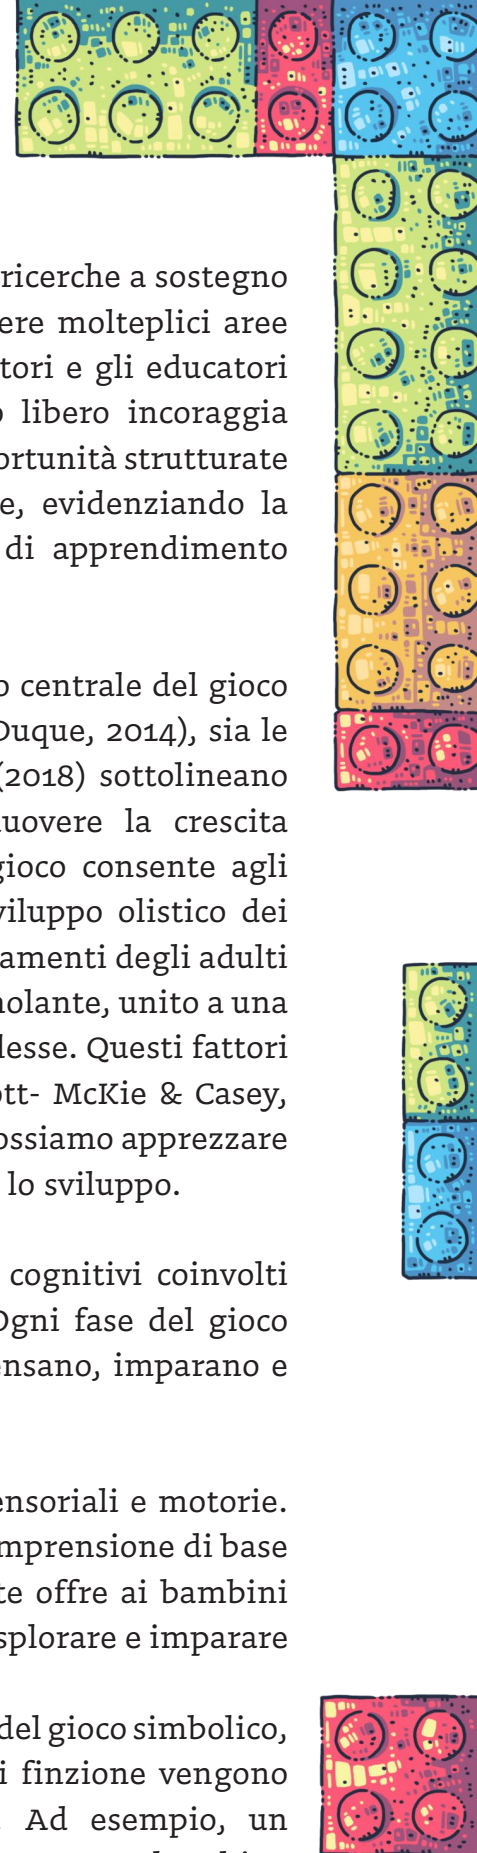 ricerche a sostegno
ere molteplici aree
tori e gli educatori
libero incoraggia
ortunità strutturate
e, evidenziando la
di apprendimento
o centrale del gioco
Duque, 2014), sia le
(2018) sottolineano
uovere la crescita
gioco consente agli
viluppo olistico dei
amenti degli adulti
nolante, unito a una
lesse. Questi fattori
ott- McKie & Casey,
ossiamo apprezzare
lo sviluppo.
cognitivi coinvolti
Ogni fase del gioco
ensano, imparano e
ensoriali e motorie.
mprensione di base
te offre ai bambini
splorare e imparare
del gioco simbolico,
i finzione vengono
Ad esempio, un